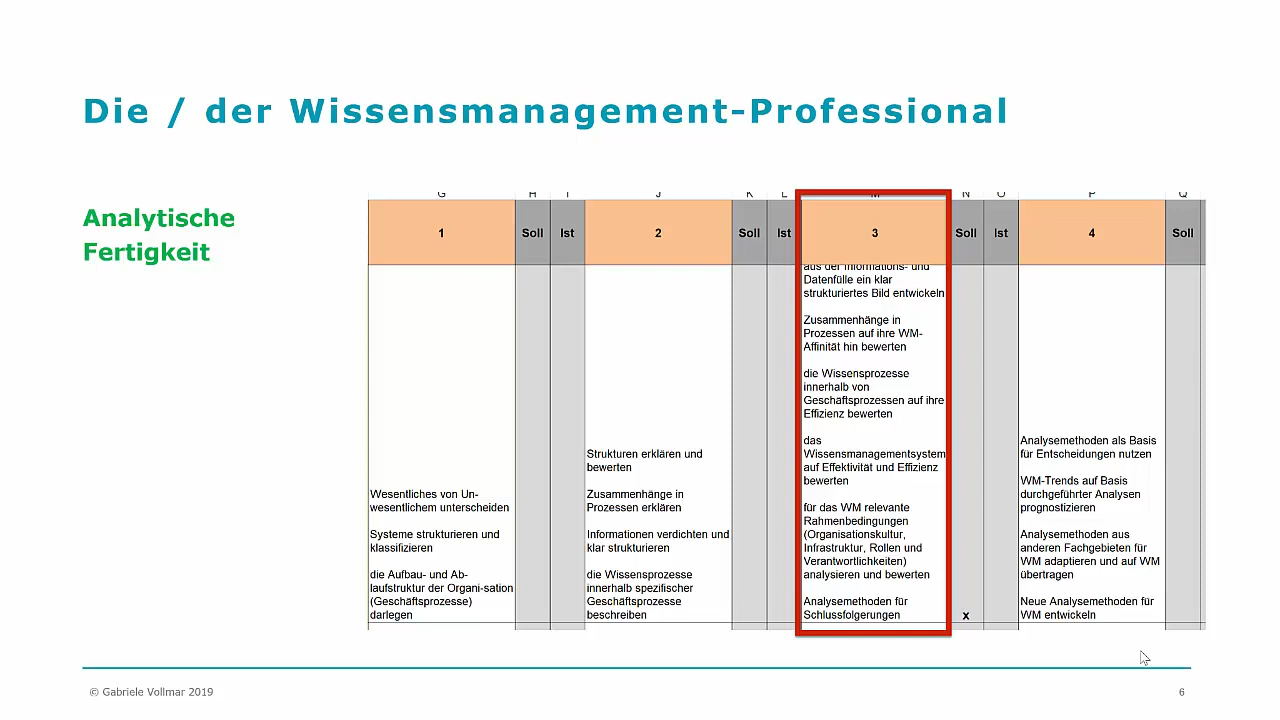 Die / der Wissensmanagement-Professional
Analytische
Fertigkeit
G H I J K L M N O P Q
1 Soll Ist 2 Soll Ist 3 Soll Ist 4 Soll
Wesentliches von Un-
wesentlichem unterscheiden
Systeme strukturieren und
klassifizieren
die Aufbau- und Ab-
laufstruktur der Organi-sation
(Geschäftsprozesse)
darlegen
Strukturen erklären und
bewerten
Zusammenhänge in
Prozessen erklären
Informationen verdichten und
klar strukturieren
die Wissensprozesse
innerhalb spezifischer
Geschäftsprozesse
beschreiben
aus der Informations- und
Datenfülle ein klar
strukturiertes Bild entwickeln
Zusammenhänge in
Prozessen auf ihre WM-
Affinität hin bewerten
die Wissensprozesse
innerhalb von
Geschäftsprozessen auf ihre
Effizienz bewerten
das
Wissensmanagementsystem
auf Effektivität und Effizienz
bewerten
für das WM relevante
Rahmenbedingungen
(Organisationskultur,
Infrastruktur, Rollen und
Verantwortlichkeiten)
analysieren und bewerten
Analysemethoden für
Schlussfolgerungen
x
Analysemethoden als Basis
für Entscheidungen nutzen
WM-Trends auf Basis
durchgeführter Analysen
prognostizieren
Analysemethoden aus
anderen Fachgebieten für
WM adaptieren und auf WM
übertragen
Neue Analysemethoden für
WM entwickeln
© Gabriele Vollmar 2019
6